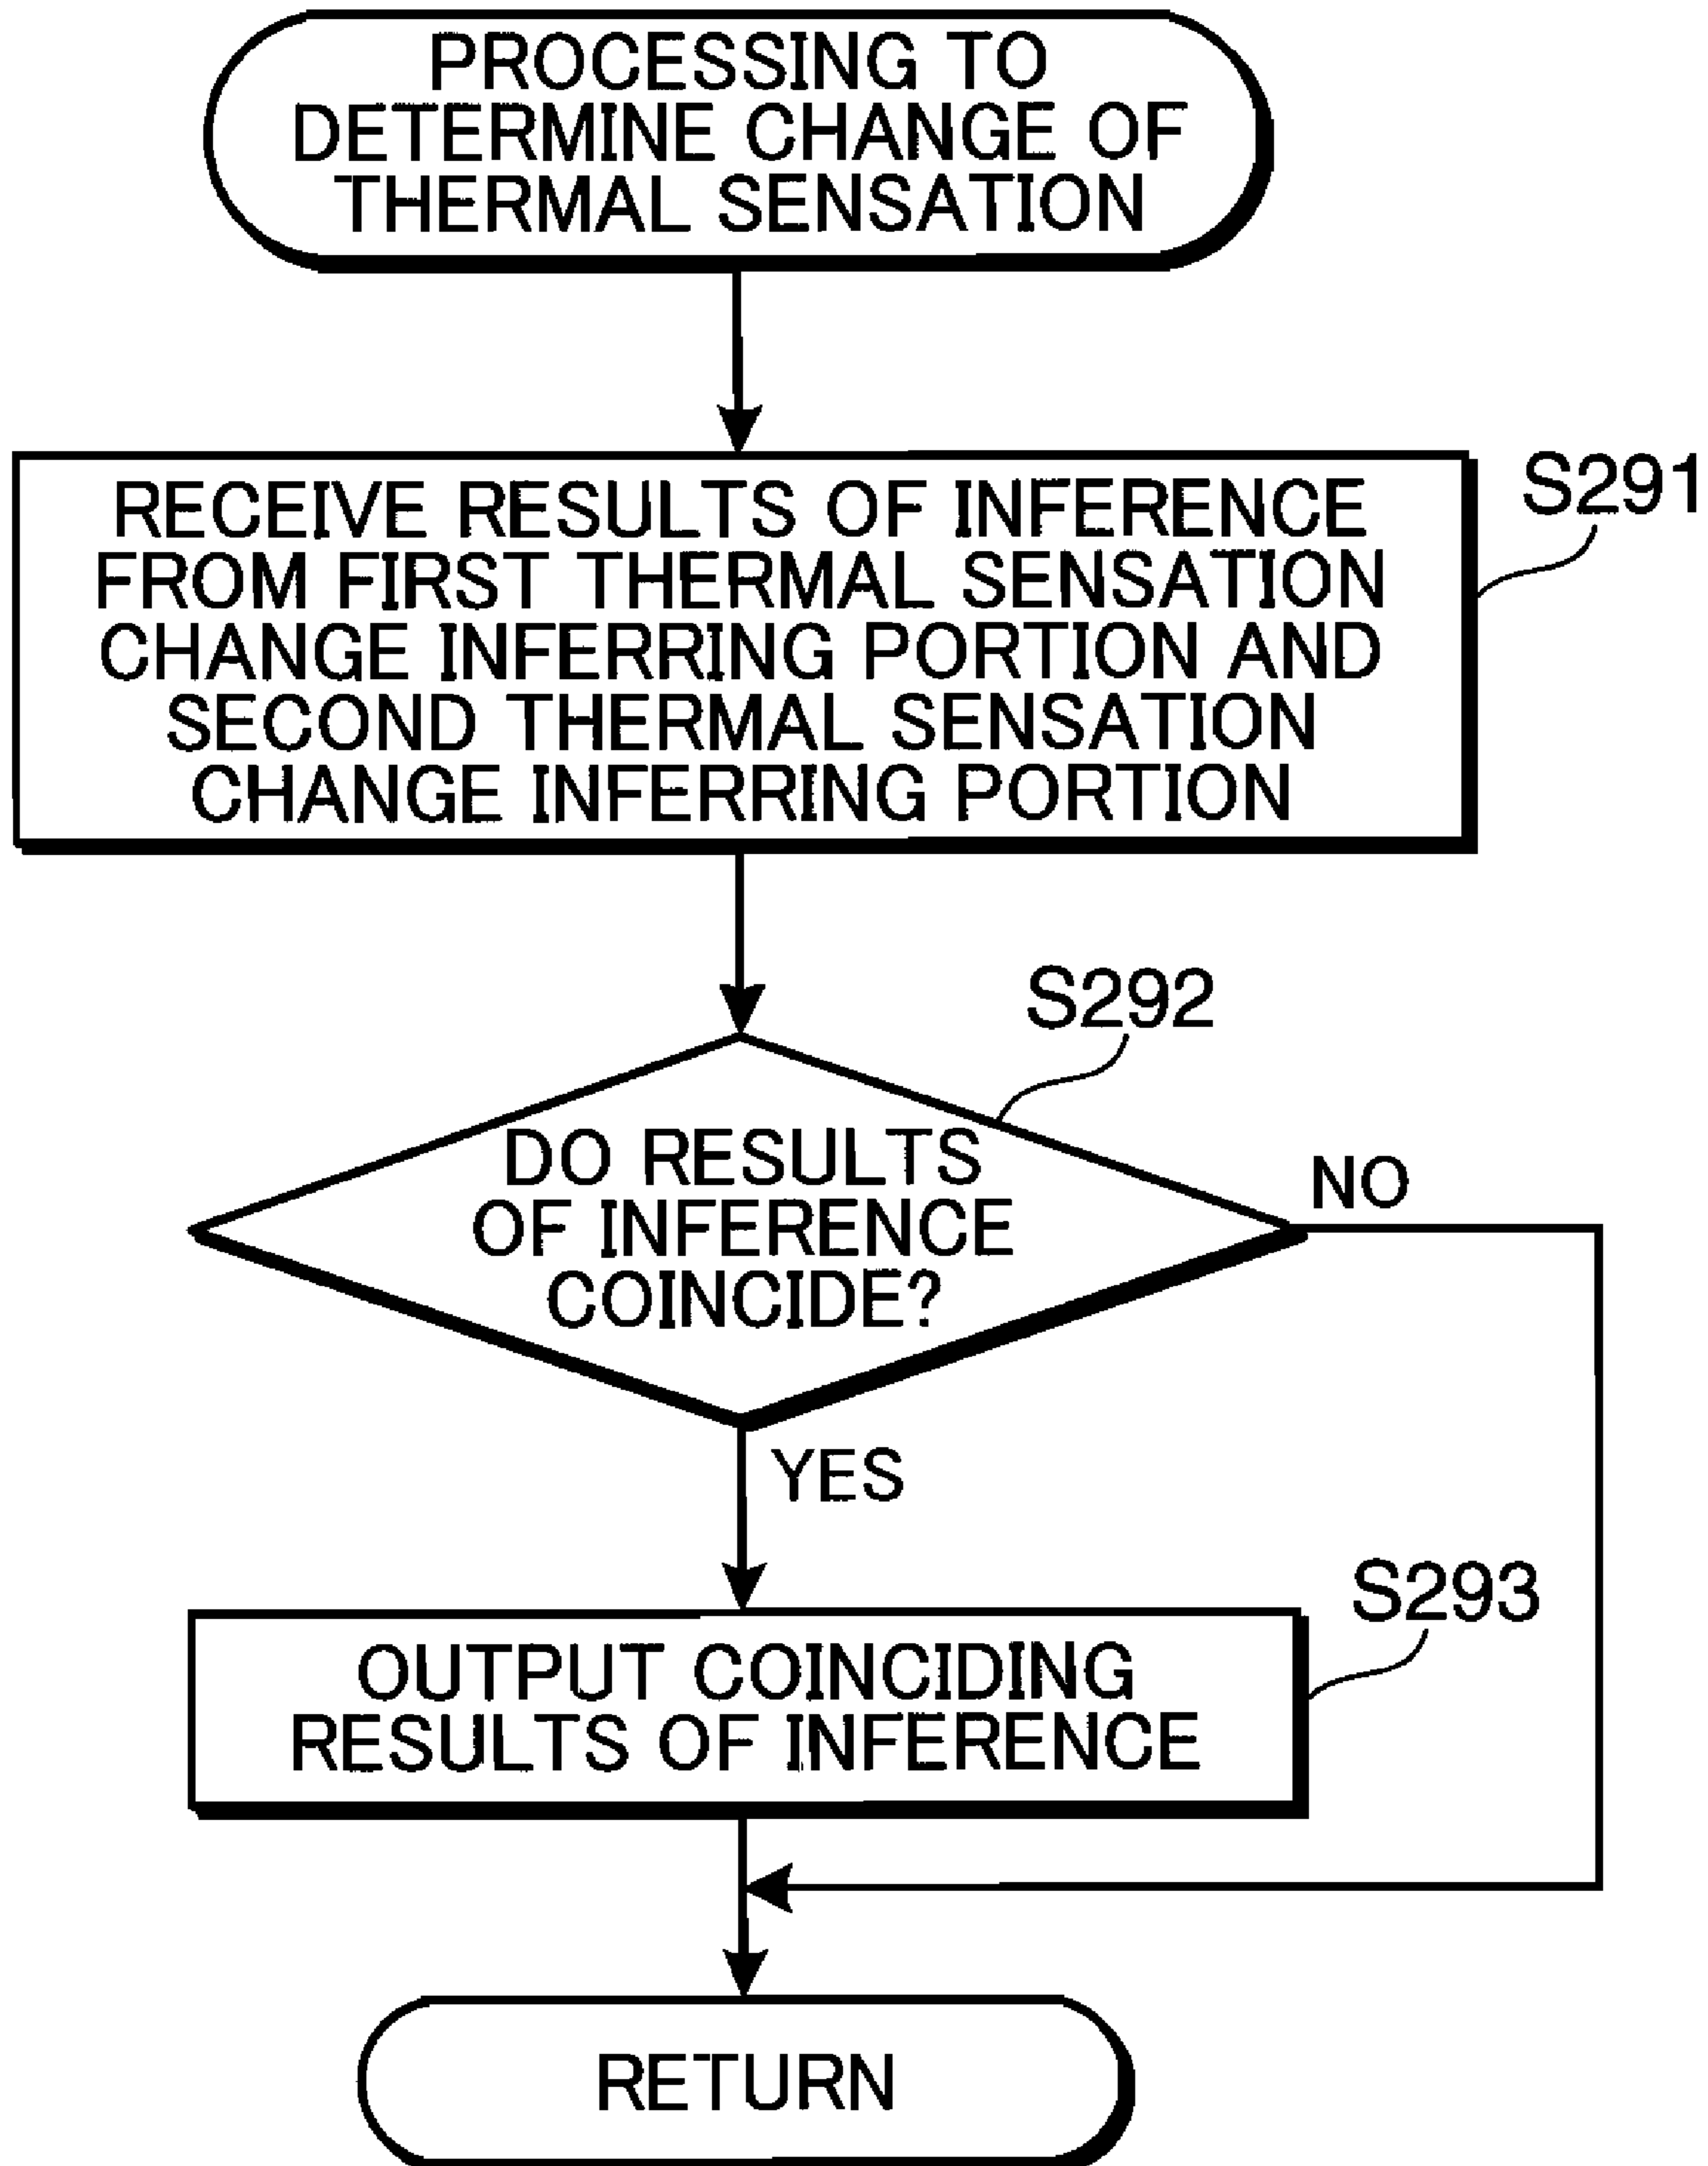 PROCESSING TO
DETERMINE CHANGE OF
THERMAL SENSATION
RECEIVE RESULTS OF INFERENCE
FROM FIRST THERMAL SENSATION
CHANGE INFERRING PORTION AND
SECOND THERMAL SENSATION
CHANGE INFERRING PORTION
S291
S292
DO RESULTS
OF INFERENCE
COINCIDE?
NO
YES
S293
OUTPUT COINCIDING
RESULTS OF INFERENCE
RETURN